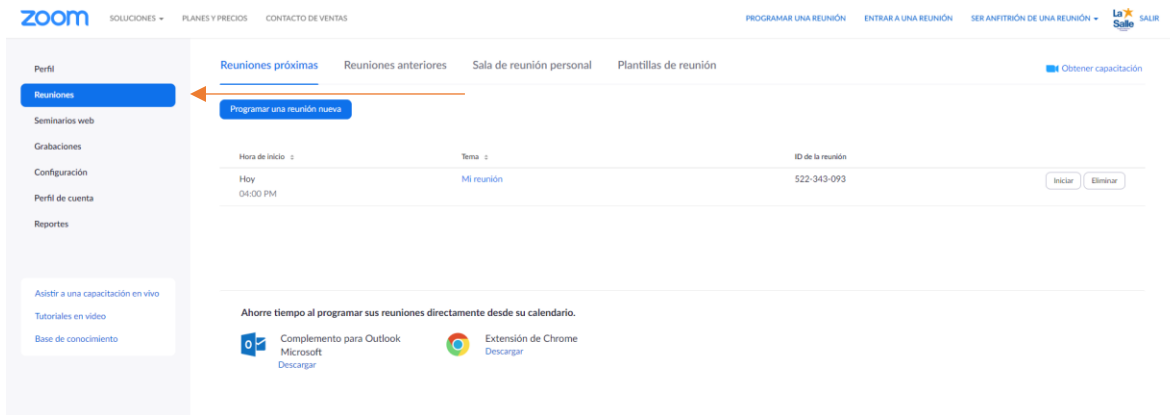 zoom SOLUCIONES PLANES Y PRECIOS CONTACTO DE VENTAS PROGRAMAR UNA REUNIÓN ENTRAR A UNA REUNIÓN SER ANFITRIÓN DE UNA REUNIÓN La Salle SALIR
Perfil
Reuniones
Seminarios web
Grabaciones
Configuración
Perfil de cuenta
Reportes
Asistir a una capacitación en vivo
Tutoriales en video
Base de conocimiento
Reuniones próximas Reuniones anteriores Sala de reunión personal Plantillas de reunión Obtener capacitación
Programar una reunión nueva
Hora de inicio Tema ID de la reunión
Hoy Mi reunión 522-343-093 Iniciar Eliminar
04:00 PM
Ahorre tiempo al programar sus reuniones directamente desde su calendario.
Complemento para Outlook
Microsoft
Descargar
Extensión de Chrome
Descargar